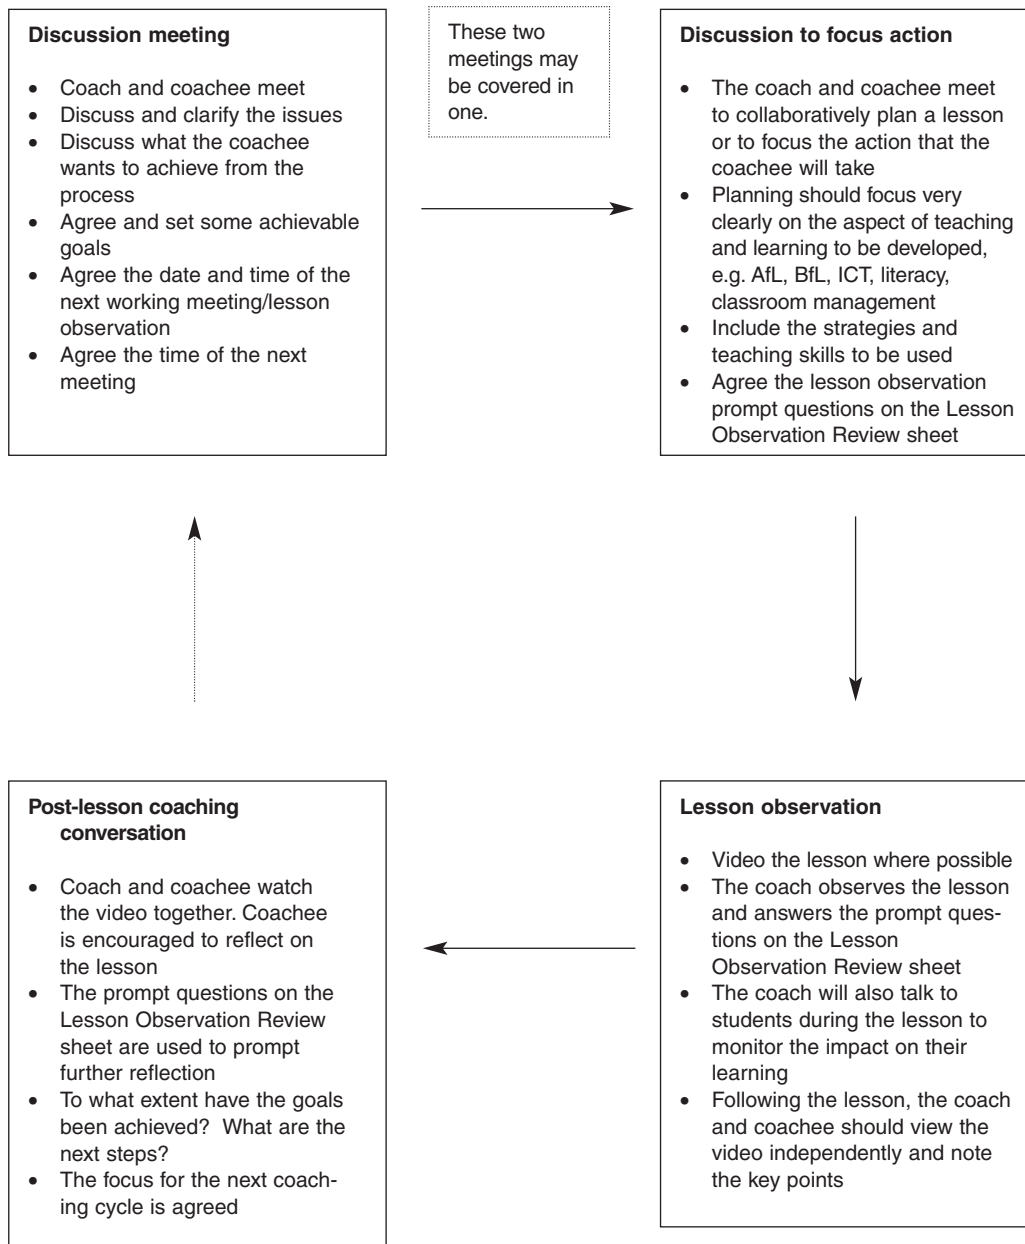 Discussion meeting
• Coach and coachee meet
• Discuss and clarify the issues
• Discuss what the coachee
wants to achieve from the
process
• Agree and set some achievable
goals
• Agree the date and time of the
next working meeting/lesson
observation
• Agree the time of the next
meeting
These two
meetings may
be covered in
one.
Discussion to focus action
• The coach and coachee meet
to collaboratively plan a lesson
or to focus the action that the
coachee will take
• Planning should focus very
clearly on the aspect of teaching
and learning to be developed,
e.g. AfL, BfL, ICT, literacy,
classroom management
• Include the strategies and
teaching skills to be used
• Agree the lesson observation
prompt questions on the Lesson
Observation Review sheet
Lesson observation
• Video the lesson where possible
• The coach observes the lesson
and answers the prompt ques-
tions on the Lesson
Observation Review sheet
• The coach will also talk to
students during the lesson to
monitor the impact on their
learning
• Following the lesson, the coach
and coachee should view the
video independently and note
the key points
Post-lesson coaching
conversation
• Coach and coachee watch
the video together. Coachee
is encouraged to reflect on
the lesson
• The prompt questions on the
Lesson Observation Review
sheet are used to prompt
further reflection
• To what extent have the goals
been achieved? What are the
next steps?
• The focus for the next coach-
ing cycle is agreed